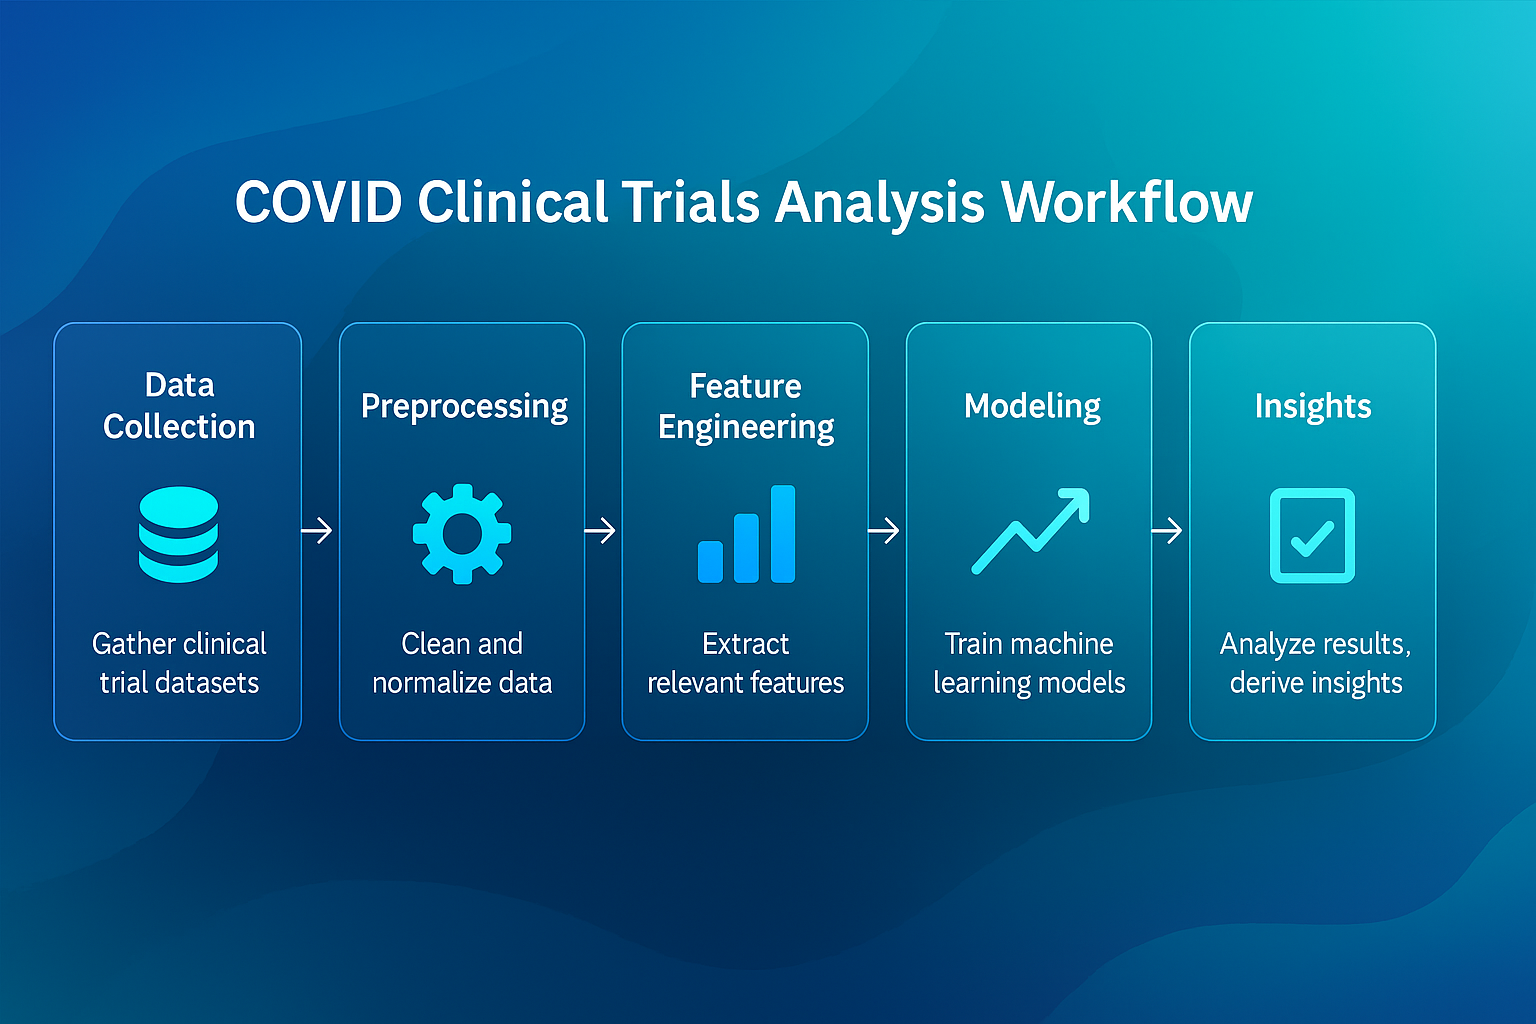 COVID Clinical Trials Analysis Workflow
Data
Collection
Gather clinical
trial datasets
Preprocessing
Clean and
normalize data
Feature
Engineering
Extract
relevant features
Modeling
Train machine
learning models
Insights
Analyze results,
derive insights